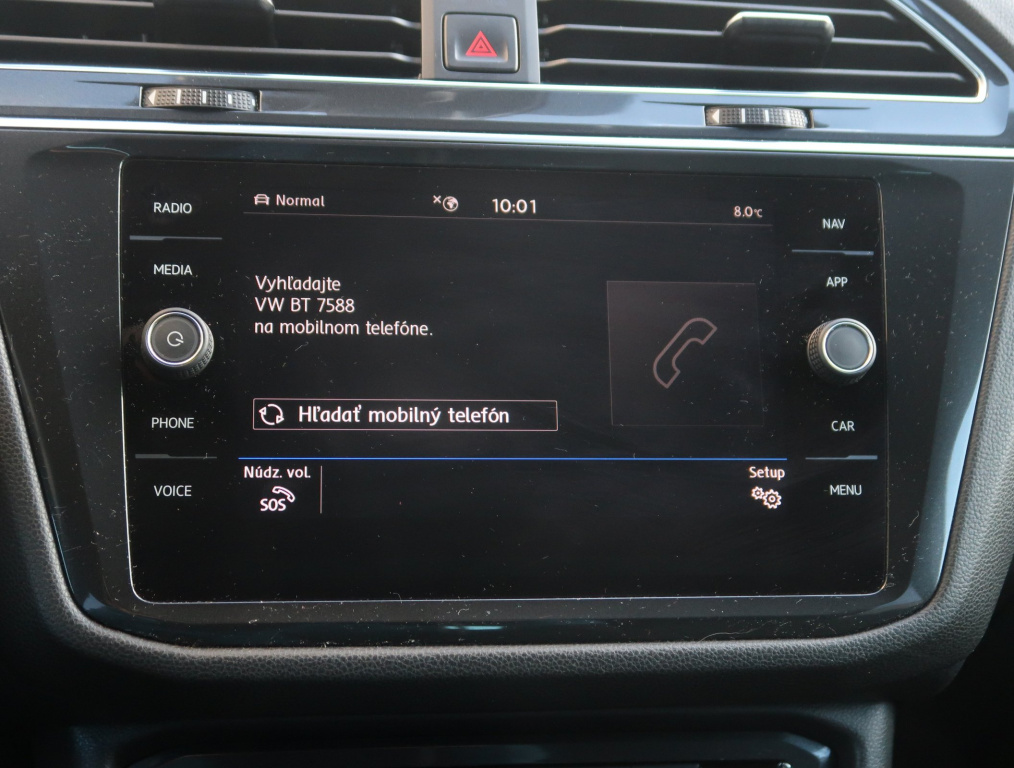 RADIO
MEDIA
PHONE
VOICE
Normal
10:01
8.0°C
Vyhľadajte
VW BT 7588
na mobilnom telefóne.
Hľadať mobilný telefón
Núdz. vol.
SOS
Setup
NAV
APP
CAR
MENU